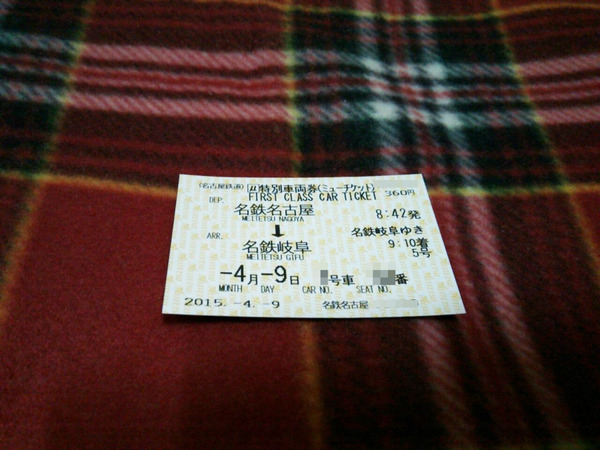 (名古屋鉄道) μ特別車両券(ミューチケット) 360円
FIRST CLASS CAR TICKET
DEP. 名鉄名古屋 8:42発
MEITETSU NAGOYA
↓ 名鉄岐阜ゆき
ARR. 名鉄岐阜 9:10着
MEITETSU GIFU 5号
-4月-9日 号車 番
MONTH DAY CAR NO. SEAT NO.
2015.-4.-9 名鉄名古屋